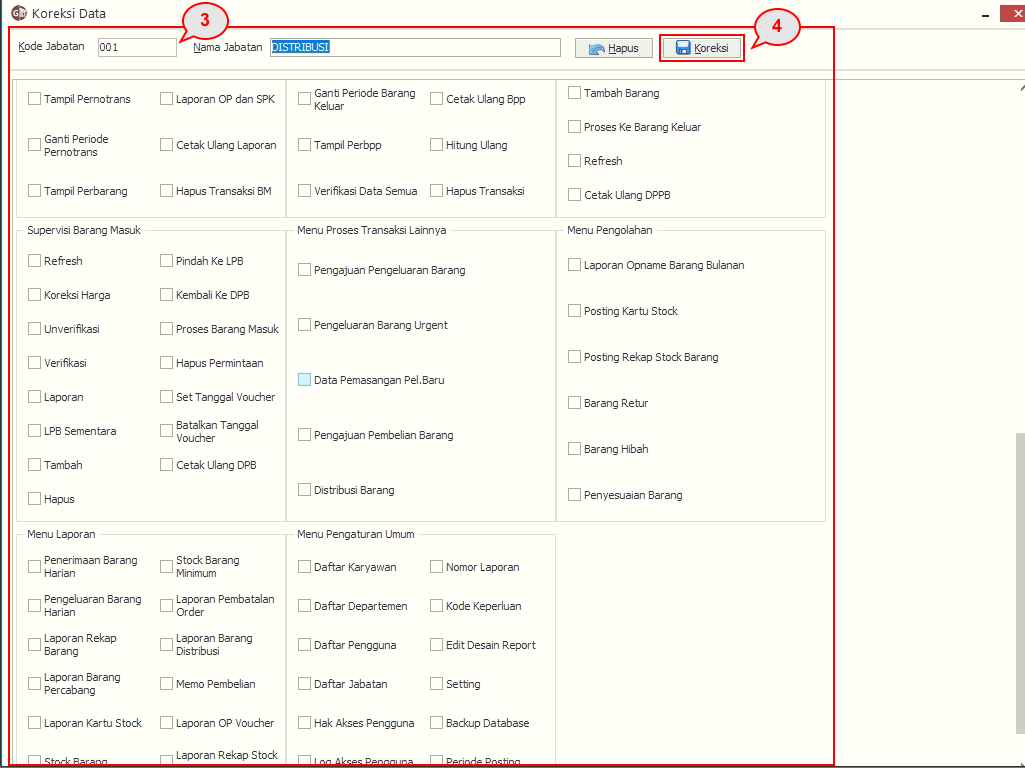 Koreksi Data
3
4
Kode Jabatan 001 Nama Jabatan DISTRIBUSI Hapus Koreksi
Tampil Pernotrans
Laporan OP dan SPK
Ganti Periode
Pernotrans
Cetak Ulang Laporan
Tampil Perbarang
Hapus Transaksi BM
Ganti Periode Barang
Keluar
Cetak Ulang Bpp
Tampil Perbpp
Hitung Ulang
Verifikasi Data Semua
Hapus Transaksi
Tambah Barang
Proses Ke Barang Keluar
Refresh
Cetak Ulang DPPB
Supervisi Barang Masuk
Refresh
Pindah Ke LPB
Koreksi Harga
Kembali Ke DPB
Unverifikasi
Proses Barang Masuk
Verifikasi
Hapus Permintaan
Laporan
Set Tanggal Voucher
LPB Sementara
Batalkan Tanggal
Voucher
Tambah
Cetak Ulang DPB
Hapus
Menu Proses Transaksi Lainnya
Pengajuan Pengeluaran Barang
Pengeluaran Barang Urgent
Data Pemasangan Pel.Baru
Pengajuan Pembelian Barang
Distribusi Barang
Menu Pengolahan
Laporan Opname Barang Bulanan
Posting Kartu Stock
Posting Rekap Stock Barang
Barang Retur
Barang Hibah
Penyesuaian Barang
Menu Laporan
Penerimaan Barang
Harian
Stock Barang
Minimum
Pengeluaran Barang
Harian
Laporan Pembatalan
Order
Laporan Rekap
Barang
Laporan Barang
Distribusi
Laporan Barang
Percabang
Memo Pembelian
Laporan Kartu Stock
Laporan OP Voucher
Stock Barang
Laporan Rekap Stock
Menu Pengaturan Umum
Daftar Karyawan
Nomor Laporan
Daftar Departemen
Kode Keperluan
Daftar Pengguna
Edit Desain Report
Daftar Jabatan
Setting
Hak Akses Pengguna
Backup Database
Log Akses Pengguna
Periode Posting